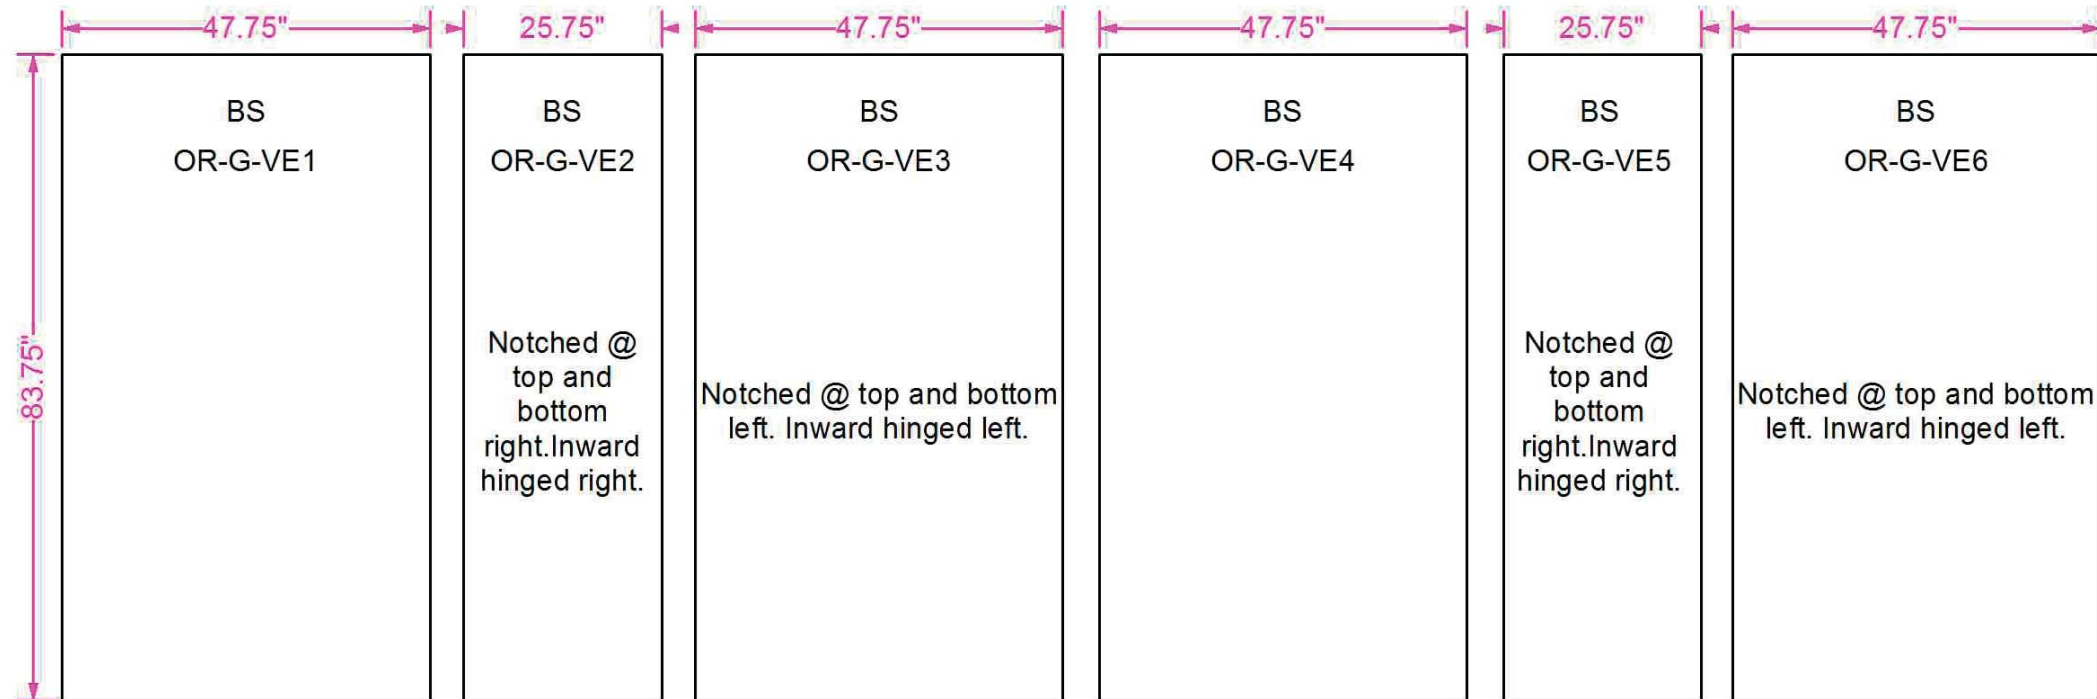 47.75" 25.75" 47.75" 47.75" 25.75" 47.75"
83.75"
BS
OR-G-VE1
BS
OR-G-VE2
Notched @
top and
bottom
right.Inward
hinged right.
BS
OR-G-VE3
Notched @ top and bottom
left. Inward hinged left.
BS
OR-G-VE4
BS
OR-G-VE5
Notched @
top and
bottom
right.Inward
hinged right.
BS
OR-G-VE6
Notched @ top and bottom
left. Inward hinged left.